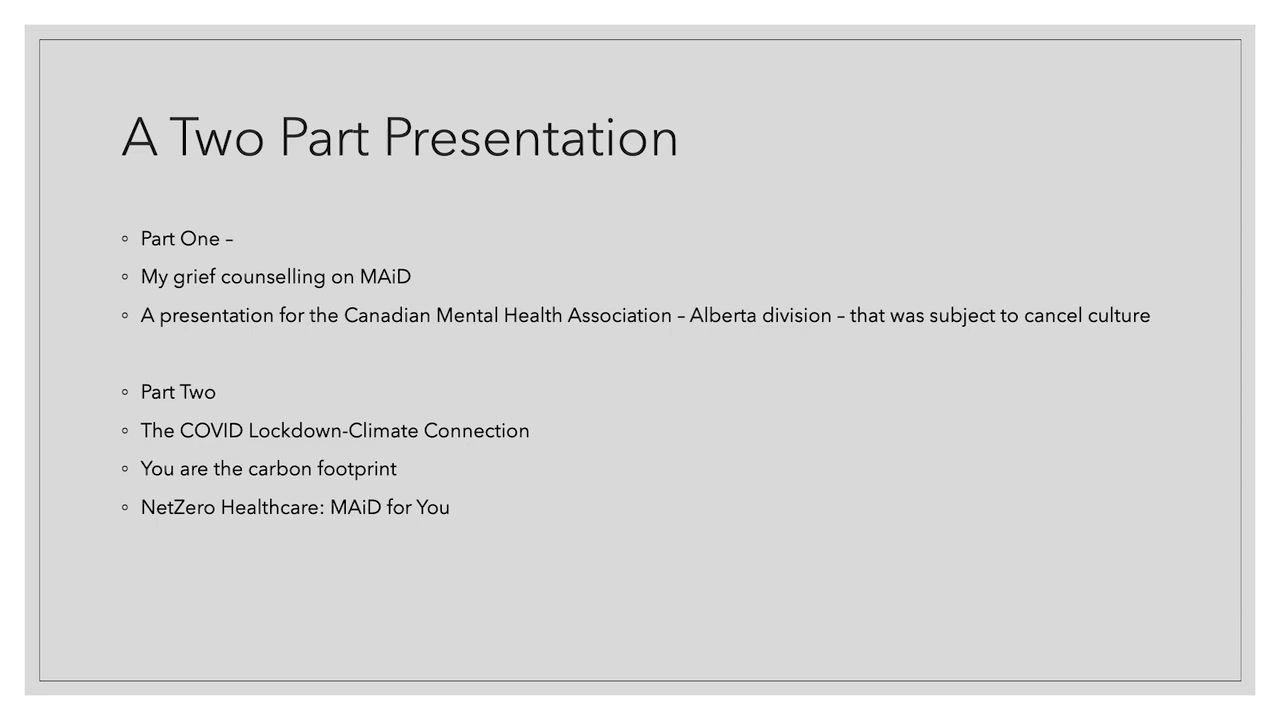 A Two Part Presentation
◦ Part One –
◦ My grief counselling on MAiD
◦ A presentation for the Canadian Mental Health Association – Alberta division – that was subject to cancel culture
◦ Part Two
◦ The COVID Lockdown-Climate Connection
◦ You are the carbon footprint
◦ NetZero Healthcare: MAiD for You